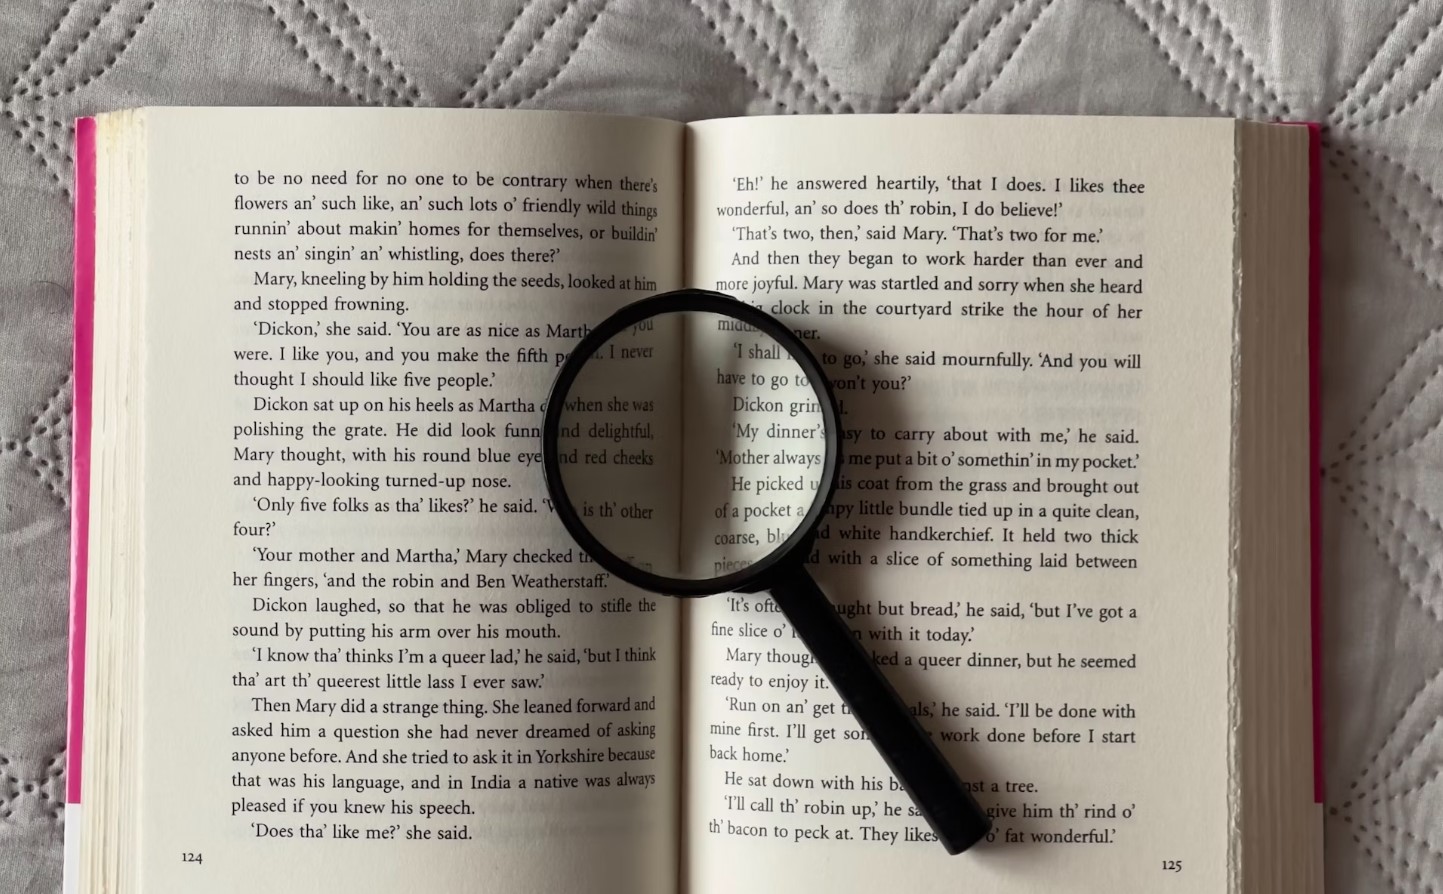 to be no need for no one to be contrary when there's
flowers an' such like, an' such lots o' friendly wild things
runnin' about makin' homes for themselves, or buildin'
nests an' singin' an' whistling, does there?'
Mary, kneeling by him holding the seeds, looked at him
and stopped frowning.
'Dickon,' she said. 'You are as nice as you
were. I like you, and you make the fifth I never
thought I should like five people.'
Dickon sat up on his heels as Martha when she was
polishing the grate. He did look delightful,
Mary thought, with his round blue red cheeks
and happy-looking turned-up nose.
'Only five folks as tha' likes?' he said. is th' other
four?'
'Your mother and Martha,' Mary checked
her fingers, 'and the robin and Ben Weatherstaff.'
Dickon laughed, so that he was obliged to stifle the
sound by putting his arm over his mouth.
'I know tha' thinks I'm a queer lad,' he said, 'but I think
tha' art th' queerest little lass I ever saw.'
Then Mary did a strange thing. She leaned forward and
asked him a question she had never dreamed of asking
anyone before. And she tried to ask it in Yorkshire because
that was his language, and in India a native was always
pleased if you knew his speech.
'Does tha' like me?' she said.
124
'Eh!' he answered heartily, 'that I does. I likes thee
wonderful, an' so does th' robin, I do believe!'
'That's two, then,' said Mary. 'That's two for me.'
And then they began to work harder than ever and
more joyful. Mary was startled and sorry when she heard
clock in the courtyard strike the hour of her
'I shall to go,' she said mournfully. 'And you will
have to go to won't you?'
Dickon
'My dinner's easy to carry about with me,' he said.
'Mother always me put a bit o' somethin' in my pocket.'
He picked his coat from the grass and brought out
of a pocket a little bundle tied up in a quite clean,
coarse, white handkerchief. It held two thick
with a slice of something laid between
'It's but bread,' he said, 'but I've got a
fine slice o' with it today.'
Mary a queer dinner, but he seemed
ready to enjoy it.
'Run on an' get he said. 'I'll be done with
mine first. I'll get work done before I start
back home.'
He sat down with his a tree.
'I'll call th' robin up,' he give him th' rind o'
th' bacon to peck at. They likes o' fat wonderful.'
125